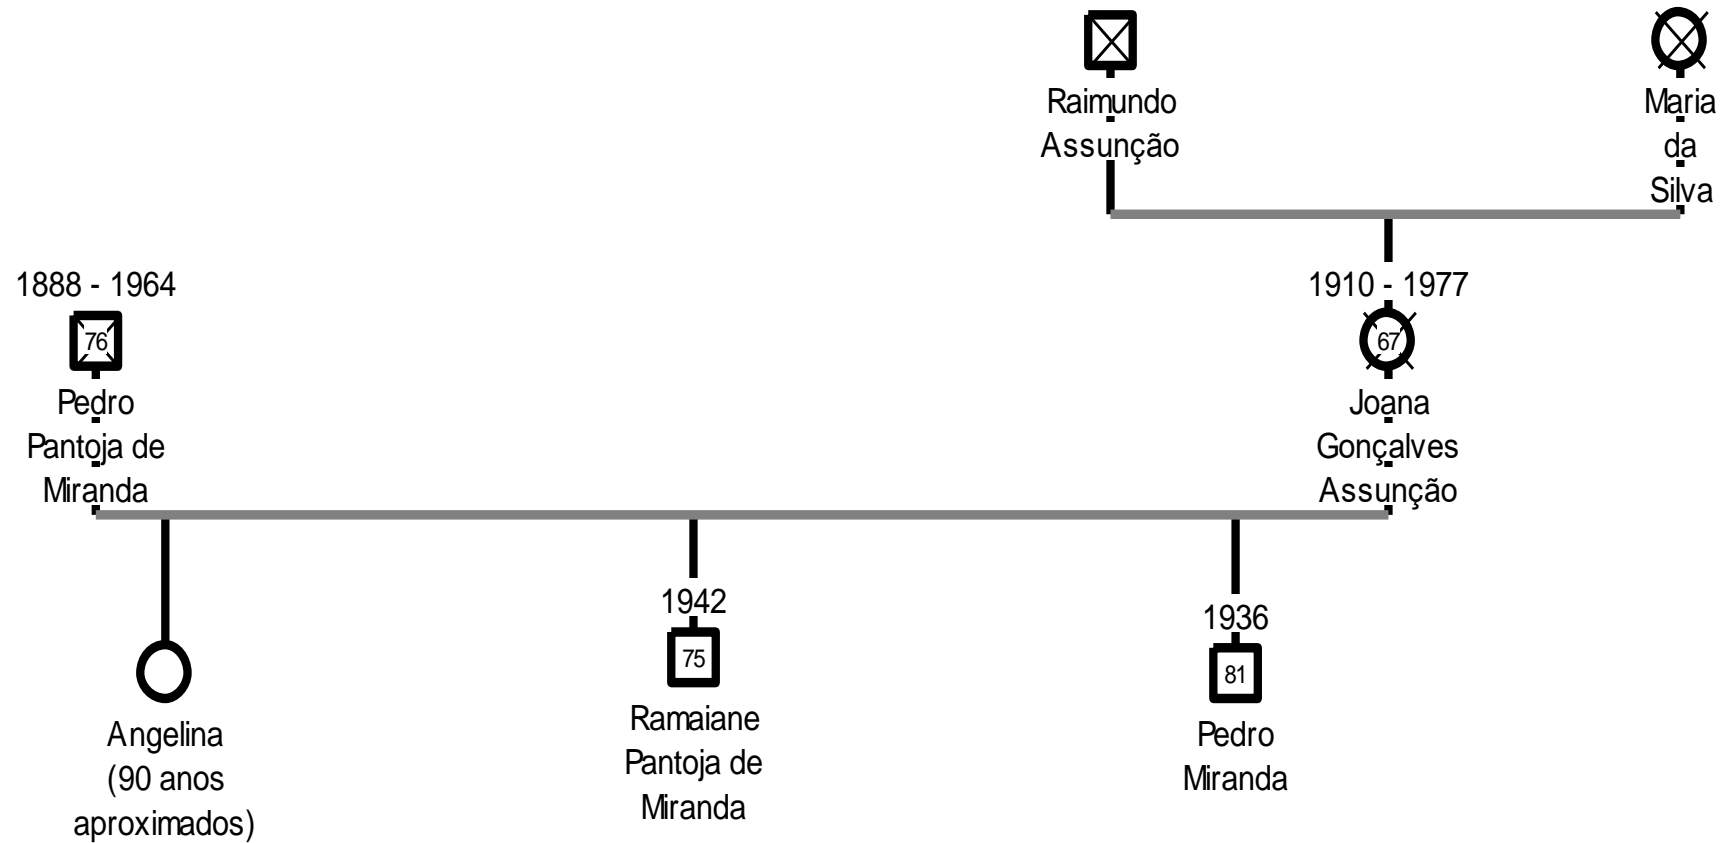 Raimundo
Assunção
Maria
da
Silva
1888 - 1964
76
Pedro
Pantoja de
Miranda
1910 - 1977
67
Joana
Gonçalves
Assunção
Angelina
(90 anos
aproximados)
1942
75
Ramaiane
Pantoja de
Miranda
1936
81
Pedro
Miranda